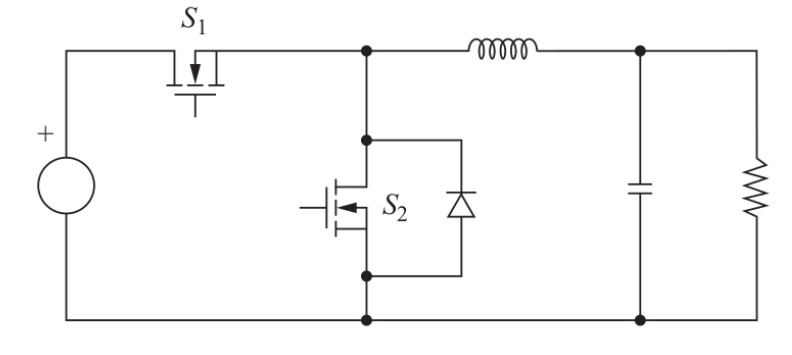 S₁
+
S₂